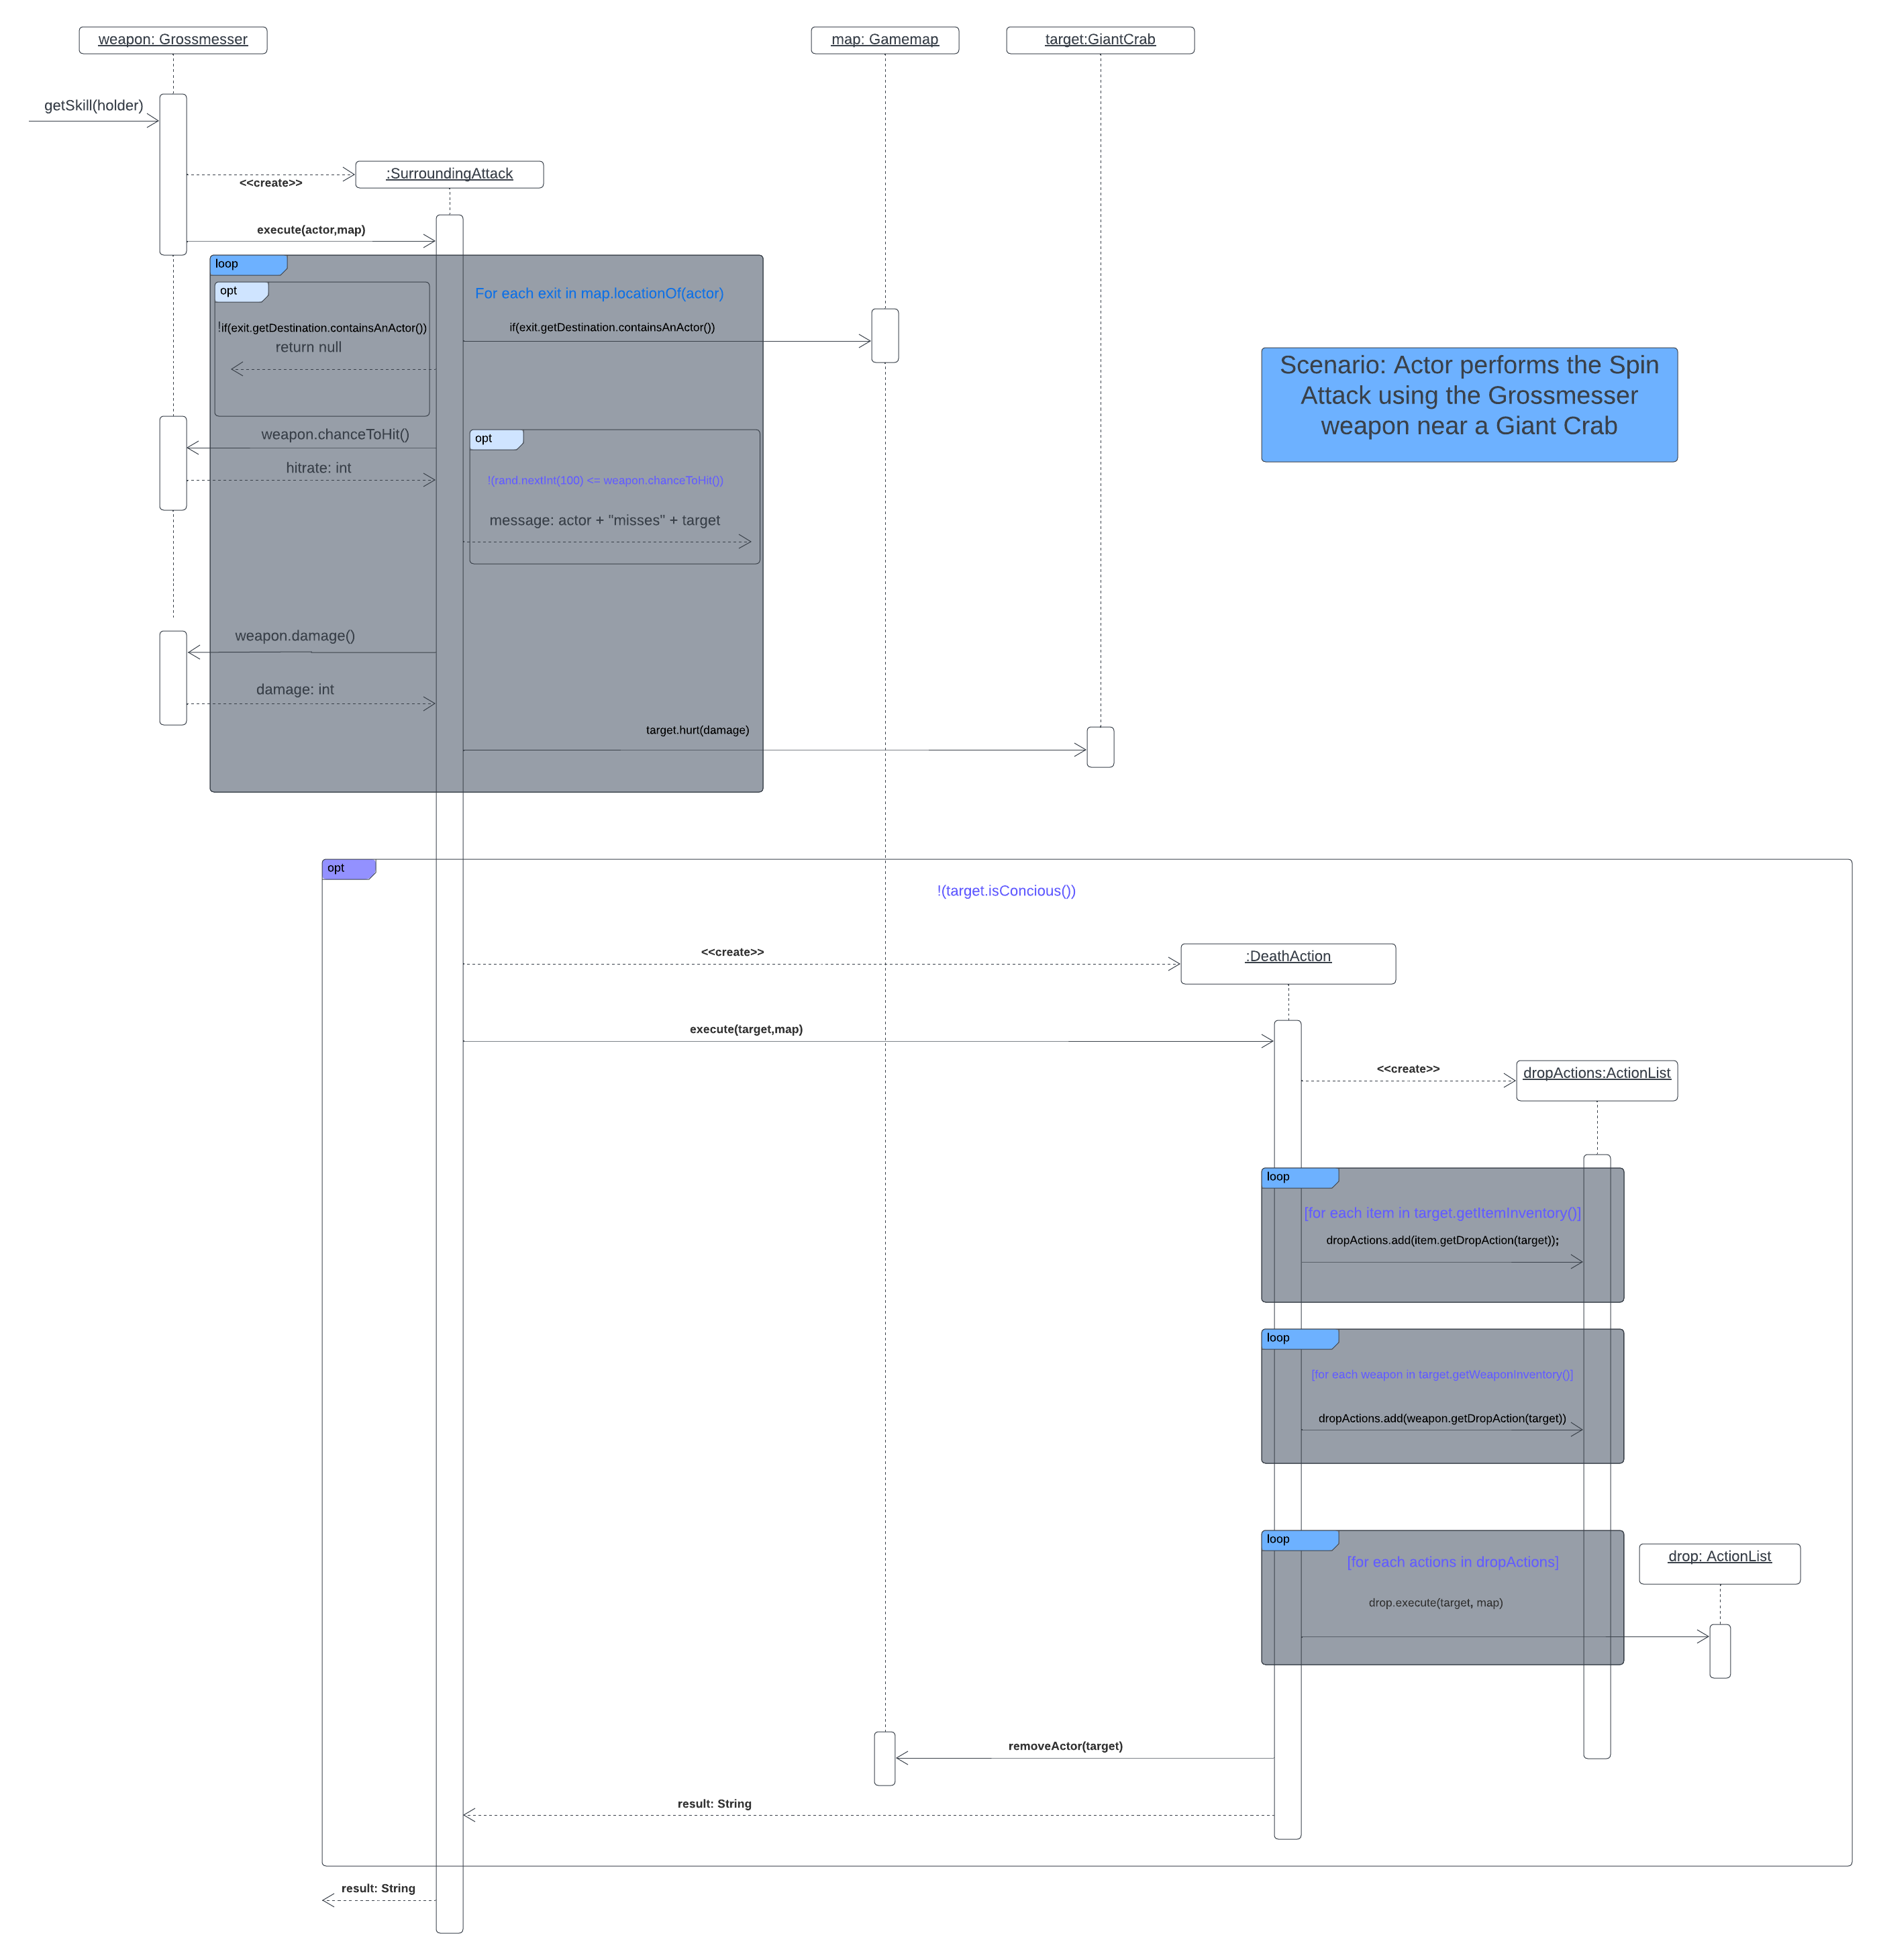 weapon: Grossmesser
map: Gamemap
target:GiantCrab
getSkill(holder)
:SurroundingAttack
<<create>>
execute(actor,map)
loop
opt
For each exit in map.locationOf(actor)
!if(exit.getDestination.containsAnActor())
if(exit.getDestination.containsAnActor())
return null
Scenario: Actor performs the Spin
Attack using the Grossmesser
weapon near a Giant Crab
weapon.chanceToHit()
opt
hitrate: int
!(rand.nextInt(100) <= weapon.chanceToHit())
message: actor + "misses" + target
weapon.damage()
damage: int
target.hurt(damage)
opt
!(target.isConcious())
<<create>>
:DeathAction
execute(target,map)
<<create>>
dropActions:ActionList
loop
[for each item in target.getItemInventory()]
dropActions.add(item.getDropAction(target));
loop
[for each weapon in target.getWeaponInventory()]
dropActions.add(weapon.getDropAction(target))
loop
[for each actions in dropActions]
drop: ActionList
drop.execute(target, map)
removeActor(target)
result: String
result: String